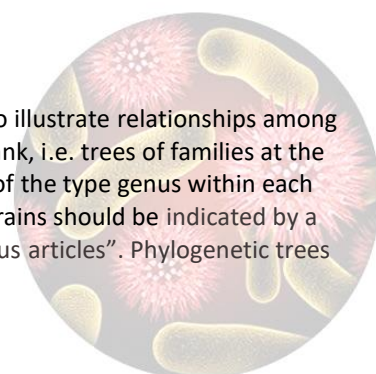 o illustrate relationships among
nk, i.e. trees of families at the
of the type genus within each
rains should be indicated by a
us articles”. Phylogenetic trees